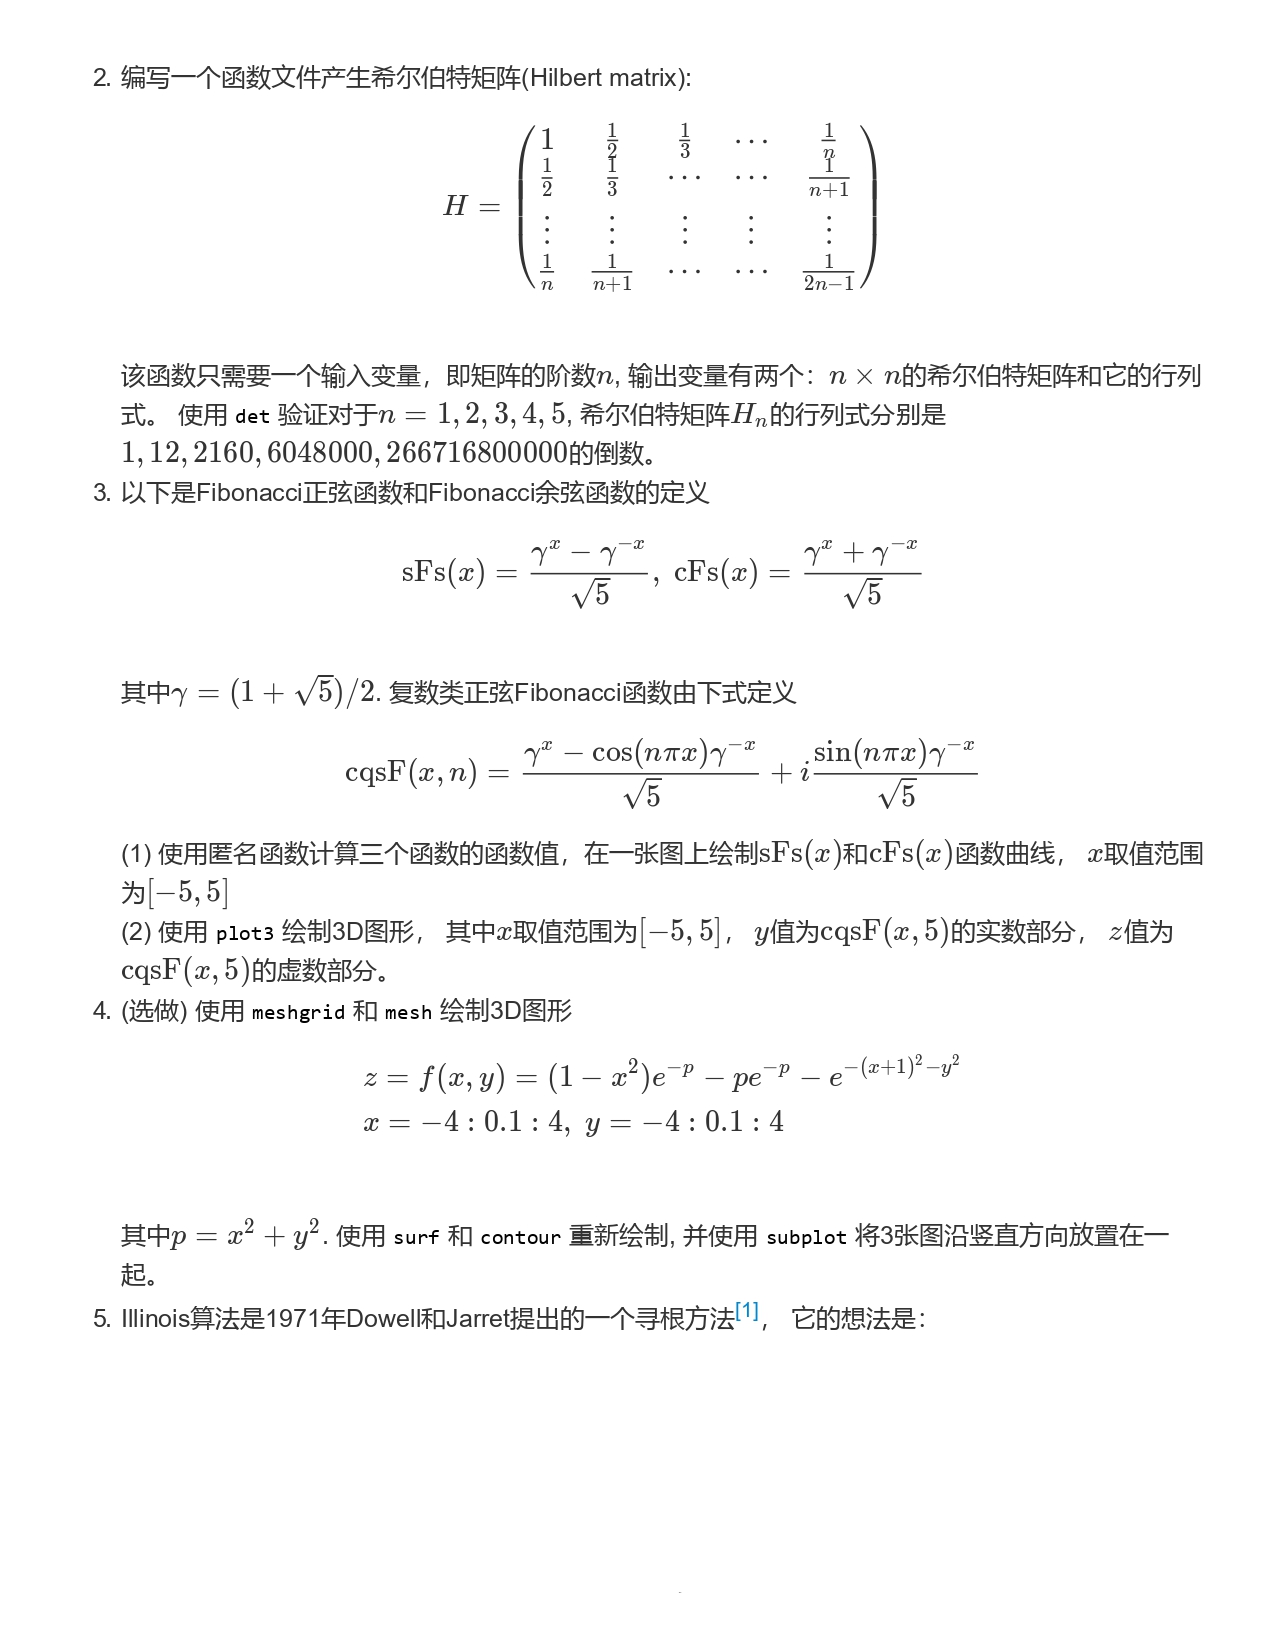 2. 编写一个函数文件产生希尔伯特矩阵(Hilbert matrix):
$$H = \begin{pmatrix} 1 & \frac{1}{2} & \frac{1}{3} & \cdots & \frac{1}{n} \\ \frac{1}{2} & \frac{1}{3} & \cdots & \cdots & \frac{1}{n+1} \\ \vdots & \vdots & \vdots & \vdots & \vdots \\ \frac{1}{n} & \frac{1}{n+1} & \cdots & \cdots & \frac{1}{2n-1} \end{pmatrix}$$
该函数只需要一个输入变量，即矩阵的阶数$n$, 输出变量有两个：$n \times n$的希尔伯特矩阵和它的行列
式。 使用 det 验证对于$n = 1, 2, 3, 4, 5$, 希尔伯特矩阵$H_n$的行列式分别是
$1, 12, 2160, 6048000, 266716800000$的倒数。
3. 以下是Fibonacci正弦函数和Fibonacci余弦函数的定义
$$\mathrm{sFs}(x) = \frac{\gamma^x - \gamma^{-x}}{\sqrt{5}}, \ \mathrm{cFs}(x) = \frac{\gamma^x + \gamma^{-x}}{\sqrt{5}}$$
其中$\gamma = (1 + \sqrt{5})/2$. 复数类正弦Fibonacci函数由下式定义
$$\mathrm{cqsF}(x, n) = \frac{\gamma^x - \cos(n\pi x)\gamma^{-x}}{\sqrt{5}} + i\frac{\sin(n\pi x)\gamma^{-x}}{\sqrt{5}}$$
(1) 使用匿名函数计算三个函数的函数值，在一张图上绘制$\mathrm{sFs}(x)$和$\mathrm{cFs}(x)$函数曲线， $x$取值范围
为$[-5, 5]$
(2) 使用 plot3 绘制3D图形， 其中$x$取值范围为$[-5, 5]$， $y$值为$\mathrm{cqsF}(x, 5)$的实数部分， $z$值为
$\mathrm{cqsF}(x, 5)$的虚数部分。
4. (选做) 使用 meshgrid 和 mesh 绘制3D图形
$$z = f(x, y) = (1 - x^2)e^{-p} - pe^{-p} - e^{-(x+1)^2 - y^2}$$
$$x = -4 : 0.1 : 4, \ y = -4 : 0.1 : 4$$
其中$p = x^2 + y^2$. 使用 surf 和 contour 重新绘制, 并使用 subplot 将3张图沿竖直方向放置在一
起。
5. Illinois算法是1971年Dowell和Jarret提出的一个寻根方法[1]， 它的想法是：